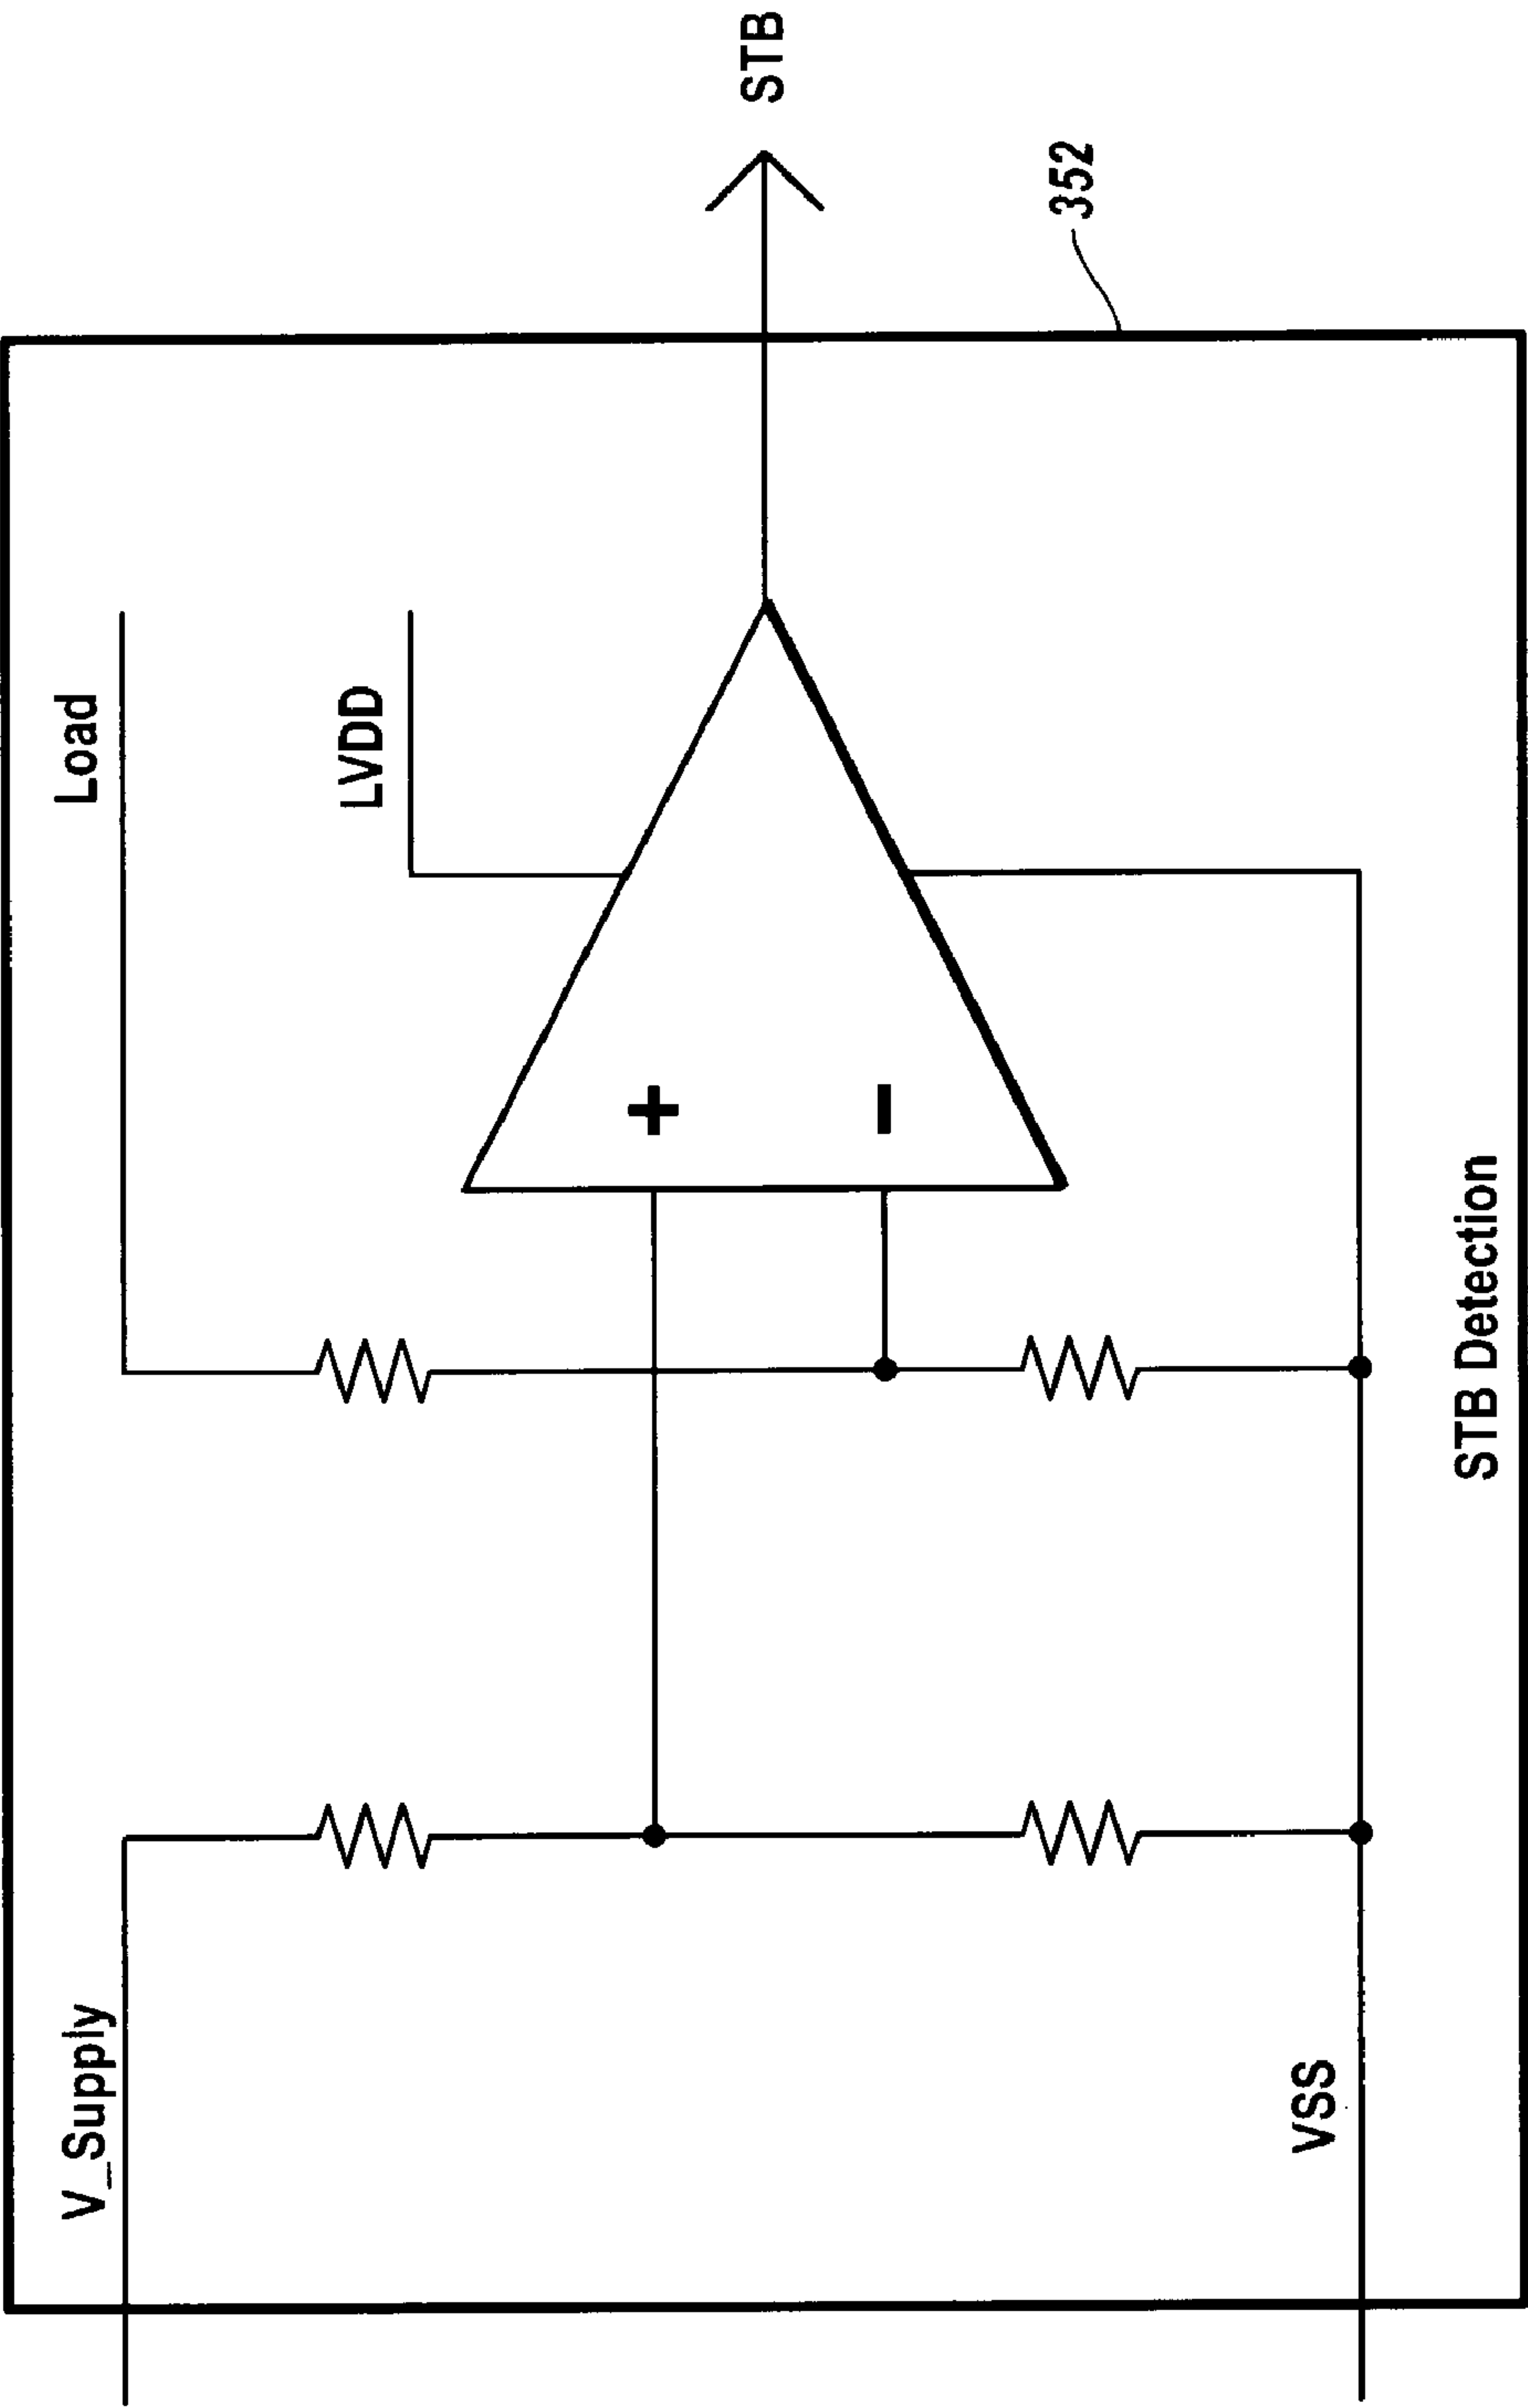 V_Supply
Load
LVDD
+
−
STB
352
VSS
STB Detection